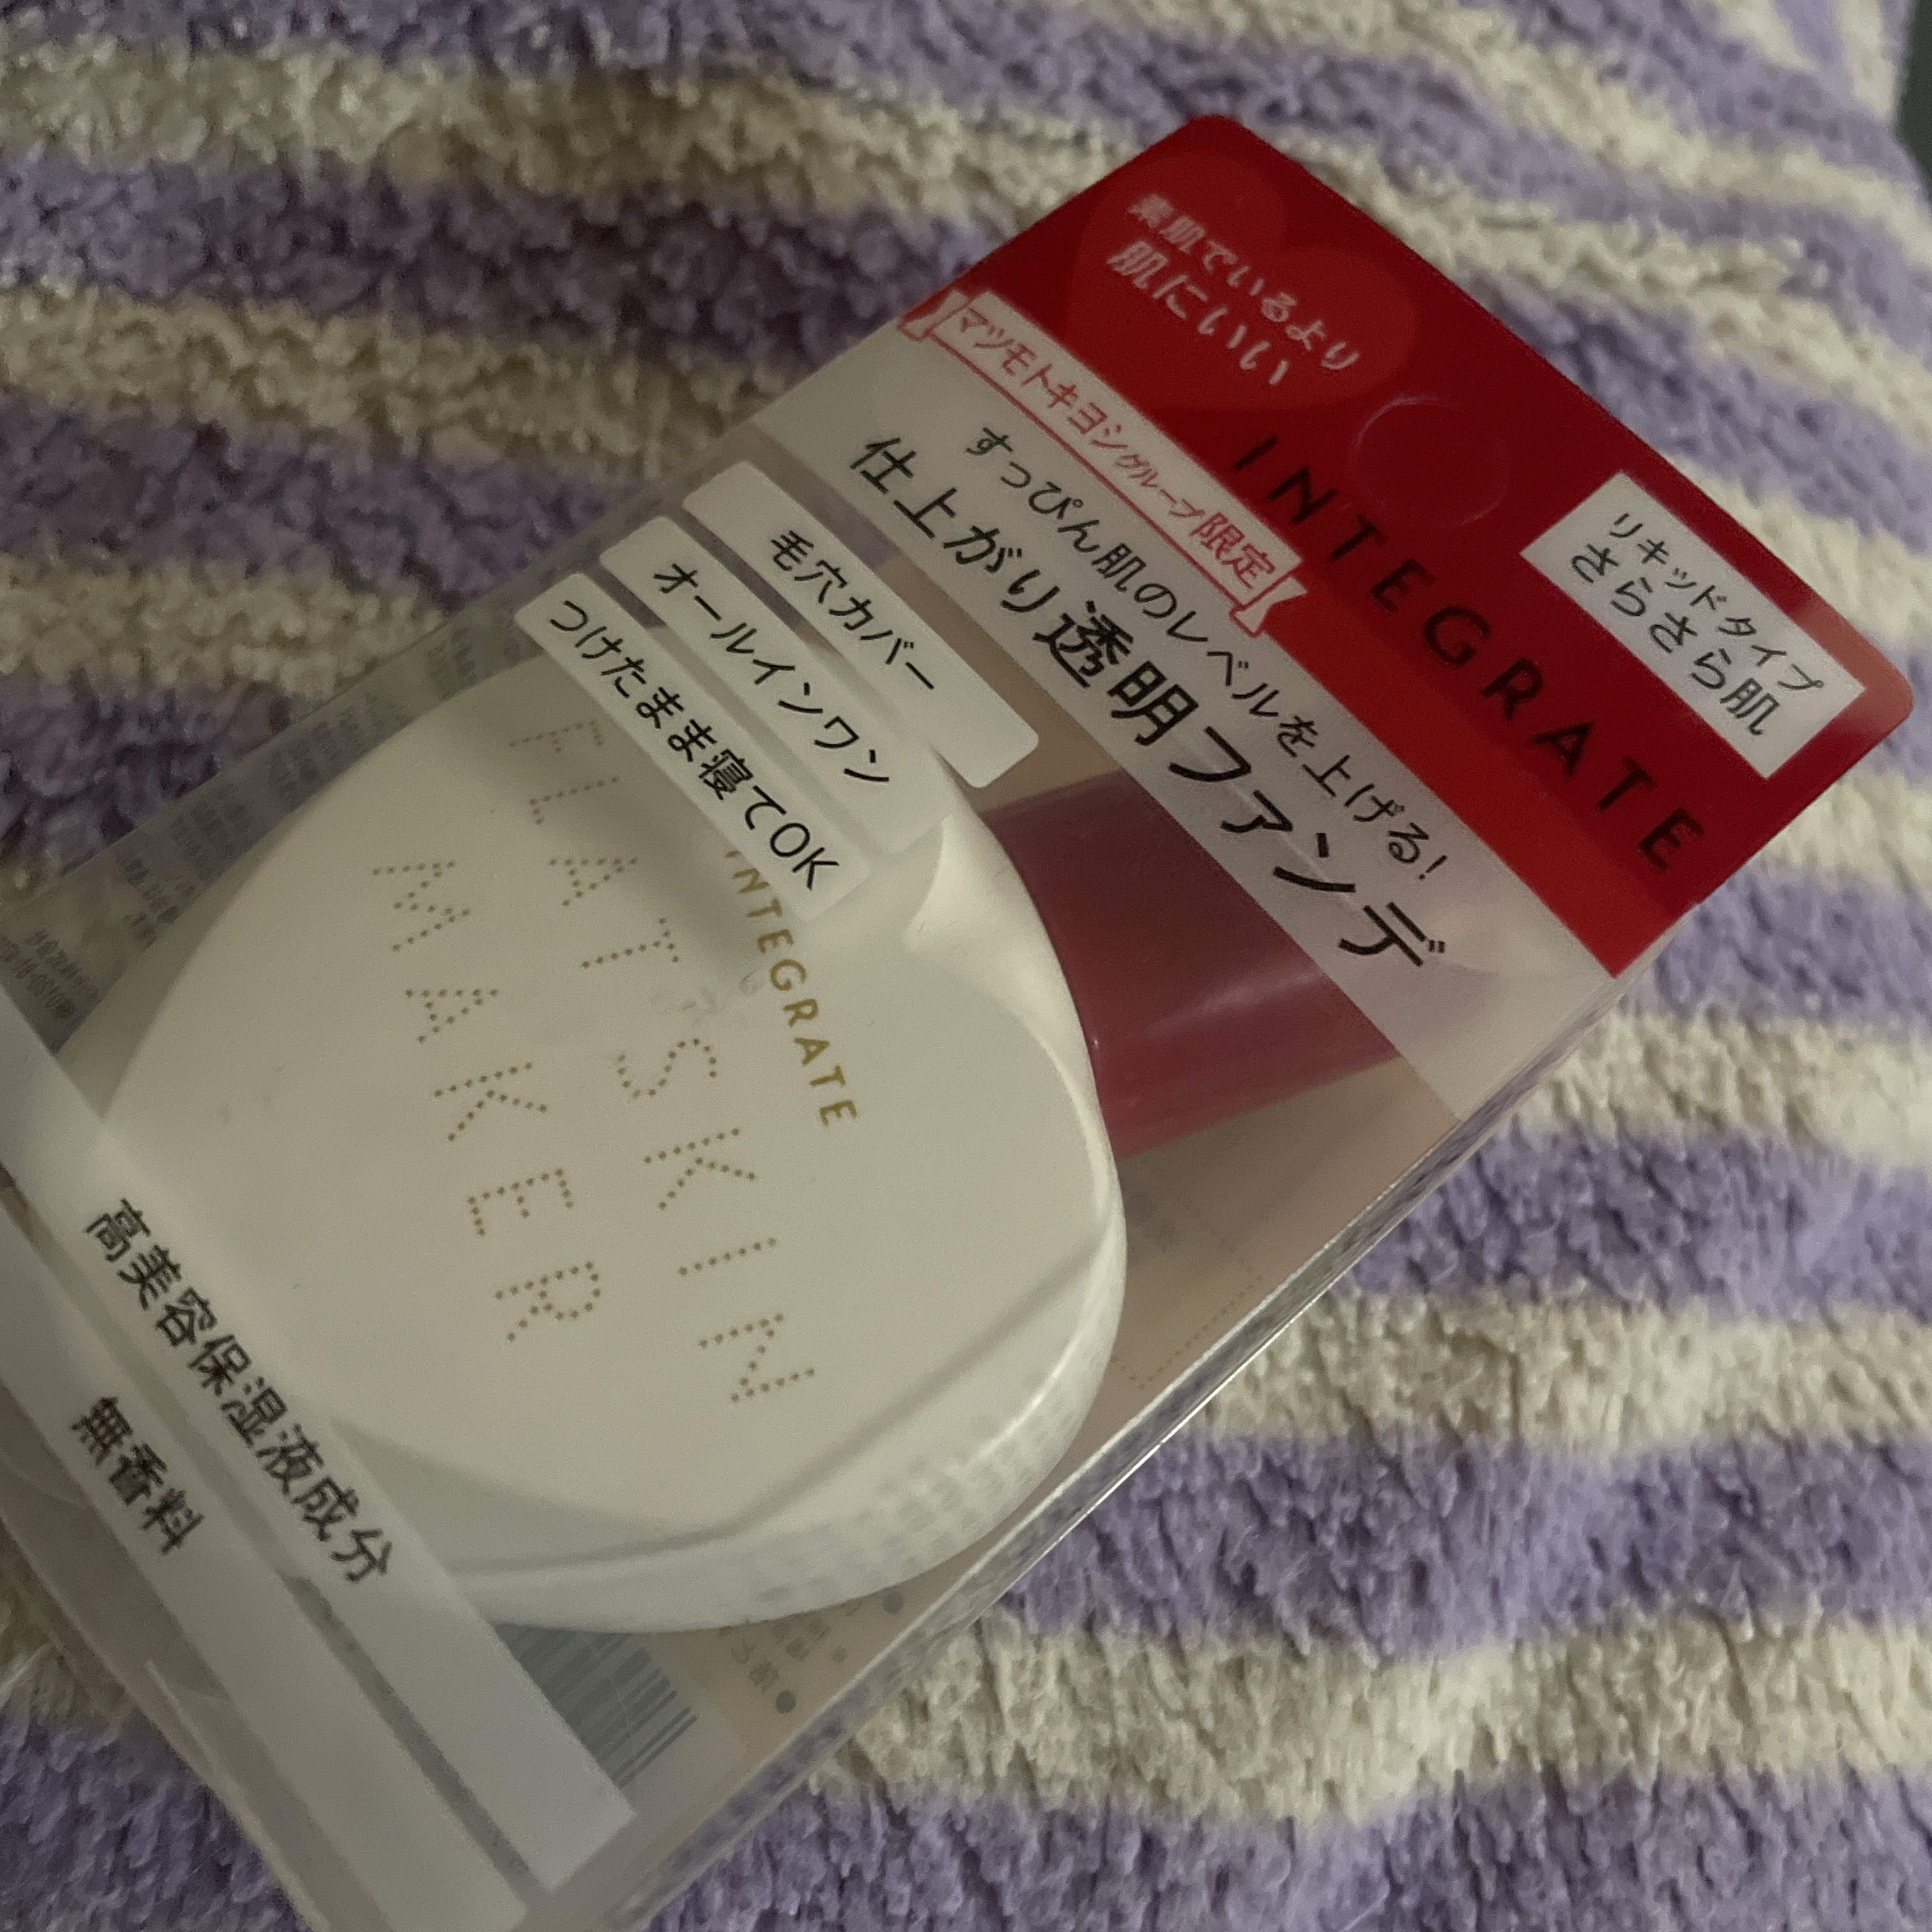 素肌でいるより
肌にいい
リキッドタイプ
さらさら肌
INTEGRATE
マツモトキヨシグループ限定
すっぴん肌のレベルを上げる!
仕上がり透明ファンデ
毛穴カバー
オールインワン
つけたまま寝てOK
INTEGRATE
FLATSKIN
MAKER
高美容保湿液成分
無香料